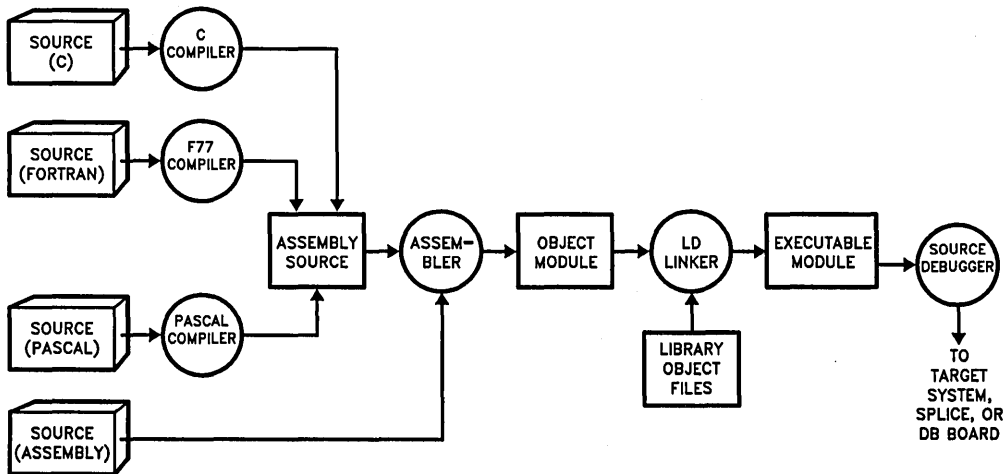 SOURCE
(C)
C
COMPILER
SOURCE
(FORTRAN)
F77
COMPILER
ASSEMBLY
SOURCE
ASSEM-
BLER
OBJECT
MODULE
LD
LINKER
EXECUTABLE
MODULE
SOURCE
DEBUGGER
SOURCE
(PASCAL)
PASCAL
COMPILER
LIBRARY
OBJECT
FILES
TO
TARGET
SYSTEM,
SPLICE, OR
DB BOARD
SOURCE
(ASSEMBLY)